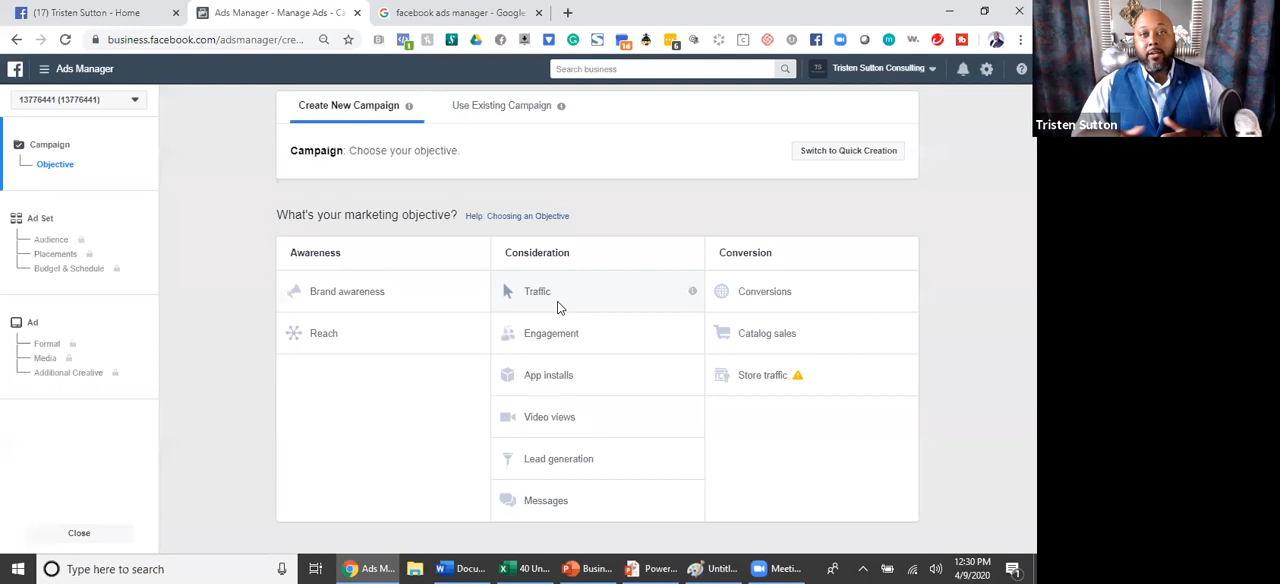 (17) Tristen Sutton - Home
Ads Manager - Manage Ads - Ca
facebook ads manager - Google
business.facebook.com/adsmanager/cre...
Ads Manager
Search business
TS Tristen Sutton Consulting
Tristen Sutton
13776441 (13776441)
Create New Campaign
Use Existing Campaign
Campaign
Objective
Campaign: Choose your objective.
Switch to Quick Creation
Ad Set
Audience
Placements
Budget & Schedule
What's your marketing objective? Help: Choosing an Objective
Awareness
Consideration
Conversion
Brand awareness
Traffic
Conversions
Reach
Engagement
Catalog sales
App installs
Store traffic
Video views
Lead generation
Messages
Ad
Format
Media
Additional Creative
Close
Type here to search
Ads M...
Docu...
40 Un...
Busin...
Power...
Untitl...
Meeti...
12:30 PM
4/9/2020